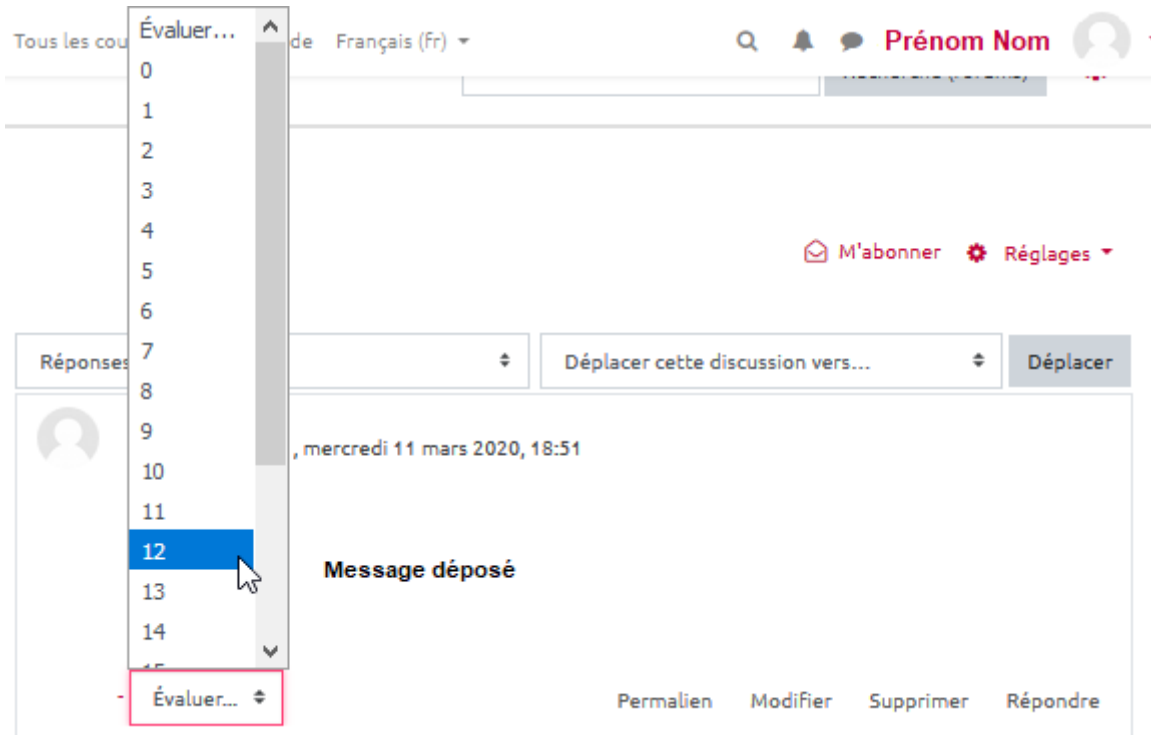 Tous les cou de Français (fr) Prénom Nom
Évaluer...
0
1
2
3
4
5
6
7
8
9
10
11
12
13
14
M'abonner Réglages
Réponses Déplacer cette discussion vers... Déplacer
, mercredi 11 mars 2020, 18:51
Message déposé
- Évaluer... Permalien Modifier Supprimer Répondre